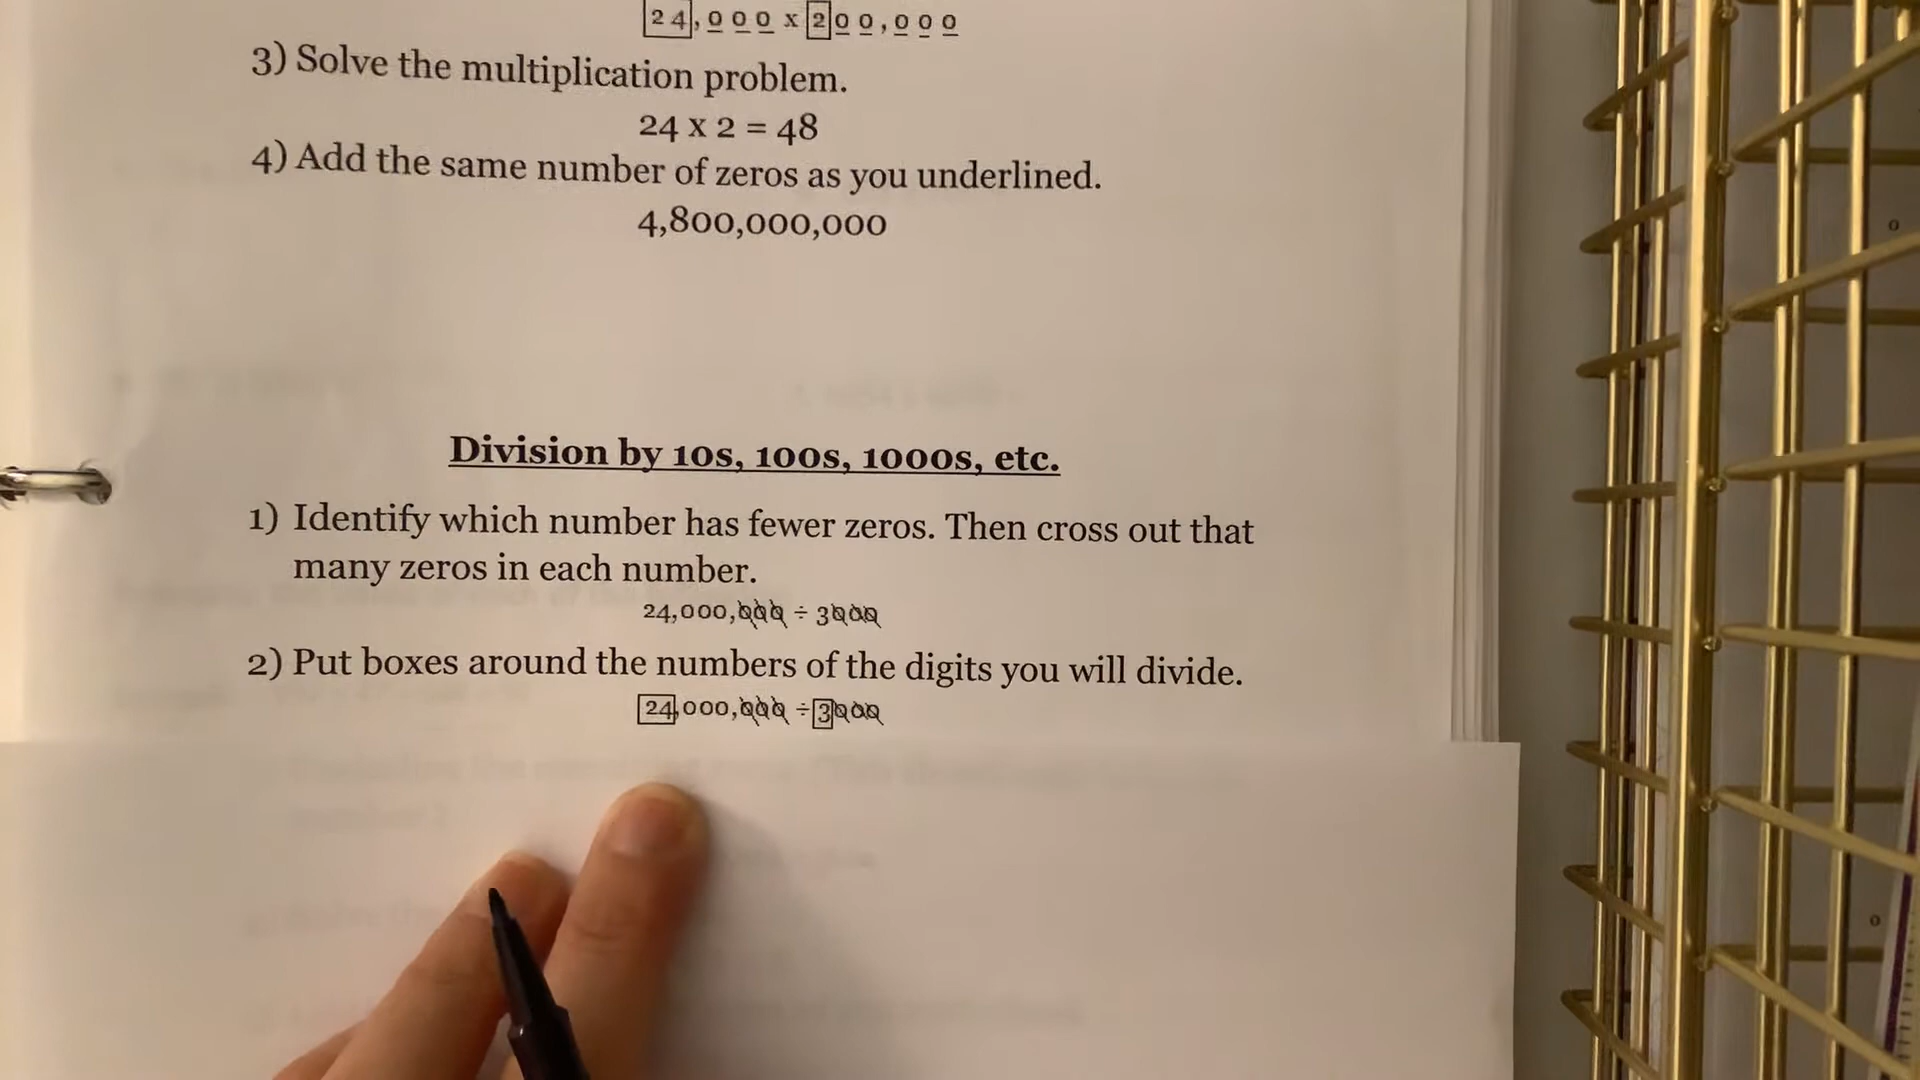 24,000 x 200,000
3) Solve the multiplication problem.
24 x 2 = 48
4) Add the same number of zeros as you underlined.
4,800,000,000
Division by 10s, 100s, 1000s, etc.
1) Identify which number has fewer zeros. Then cross out that
many zeros in each number.
24,000,000 ÷ 3000
2) Put boxes around the numbers of the digits you will divide.
24,000,000 ÷ 3000